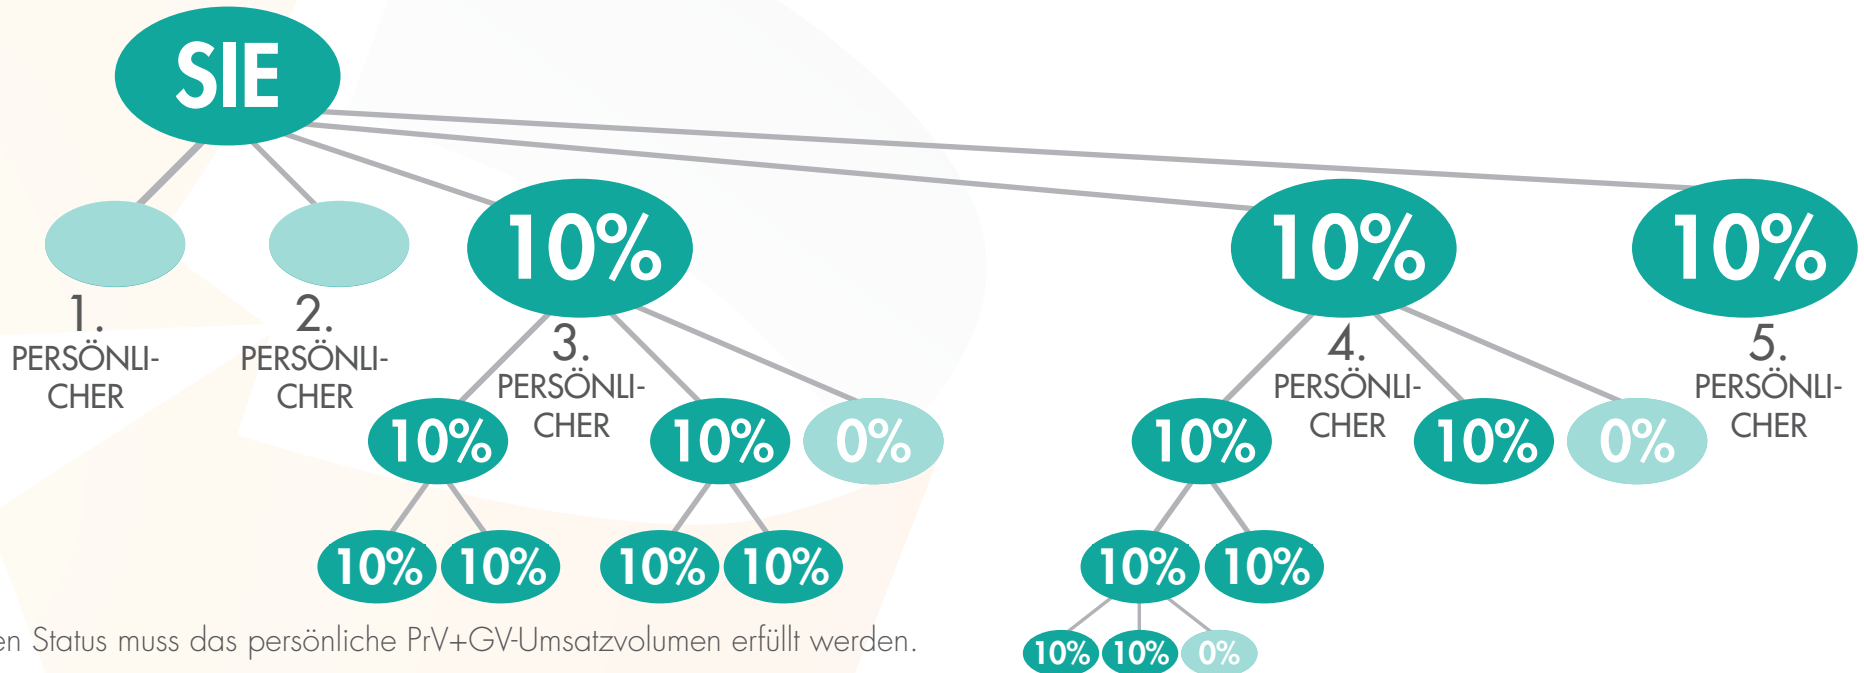 SIE
10%
10%
10%
1.
PERSÖNLI-
CHER
2.
PERSÖNLI-
CHER
3.
PERSÖNLI-
CHER
4.
PERSÖNLI-
CHER
5.
PERSÖNLI-
CHER
10%
10%
0%
10%
10%
0%
10%
10%
10%
10%
10%
10%
en Status muss das persönliche PrV+GV-Umsatzvolumen erfüllt werden.
10%
10%
0%